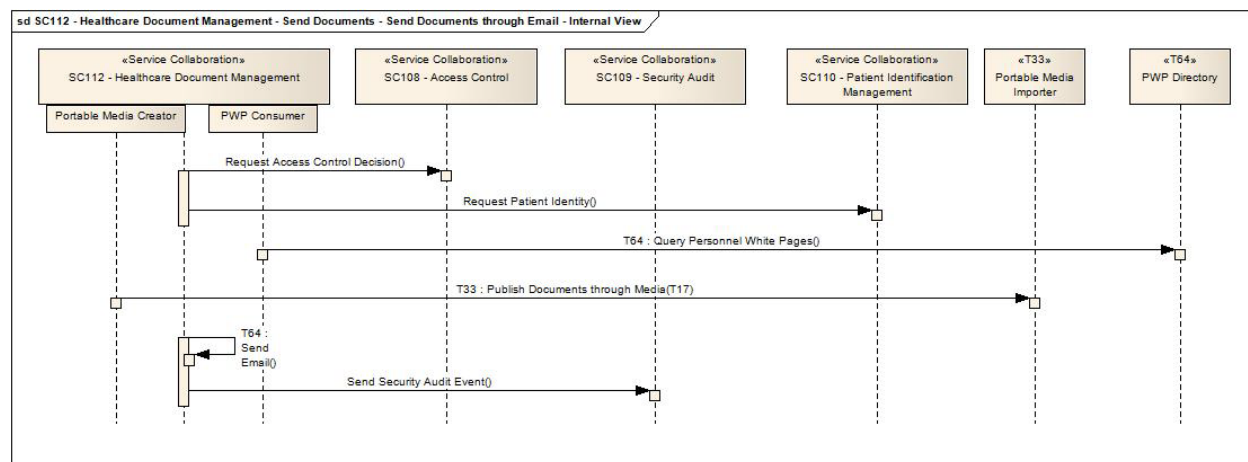 sd SC112 - Healthcare Document Management - Send Documents - Send Documents through Email - Internal View
«Service Collaboration»
SC112 - Healthcare Document Management
«Service Collaboration»
SC108 - Access Control
«Service Collaboration»
SC109 - Security Audit
«Service Collaboration»
SC110 - Patient Identification
Management
«T33»
Portable Media
Importer
«T64»
PWP Directory
Portable Media Creator
PWP Consumer
Request Access Control Decision()
Request Patient Identity()
T64 : Query Personnel White Pages()
T33 : Publish Documents through Media(T17)
T64 :
Send
Email()
Send Security Audit Event()